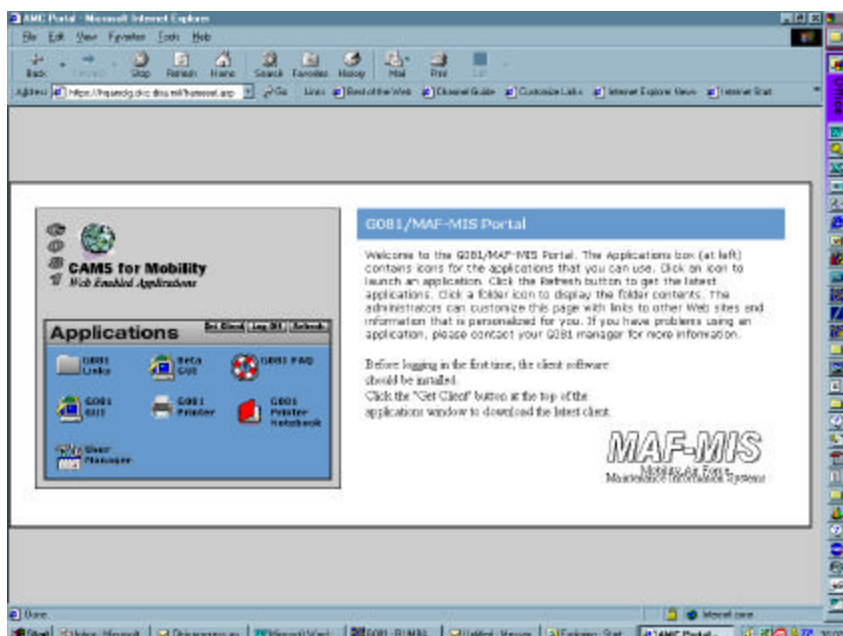 AMC Portal - Microsoft Internet Explorer
File Edit View Favorites Tools Help
Back Stop Refresh Home Search Favorites History Mail Print Edit
Address Go Links Best of the Web Channel Guide Customize Links Internet Explorer News Internet Start
Office
G081/MAF-MIS Portal
CAMS for Mobility
Web Enabled Applications
Welcome to the G081/MAF-MIS Portal. The Applications box (at left)
contains icons for the applications that you can use. Click an icon to
launch an application. Click the Refresh button to get the latest
applications. Click a folder icon to display the folder contents. The
administrators can customize this page with links to other Web sites and
information that is personalized for you. If you have problems using an
application, please contact your G081 manager for more information.
Before logging in the first time, the client software
should be installed.
Click the "Get Client" button at the top of the
applications window to download the latest client.
Applications Get Client Log Off Refresh
G081 Links
Beta GUI
G081 FAQ
G081 GUI
G081 Printer
G081 Printer Notebook
User Manager
MAF-MIS
Mobility Air Force
Maintenance Information Systems
Done Internet zone
Start G081 - RUMBA Untitled - Message AMC Portal -